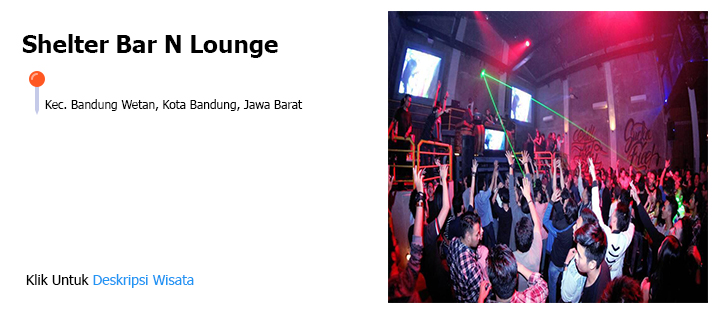 Shelter Bar N Lounge
Kec. Bandung Wetan, Kota Bandung, Jawa Barat
Klik Untuk Deskripsi Wisata